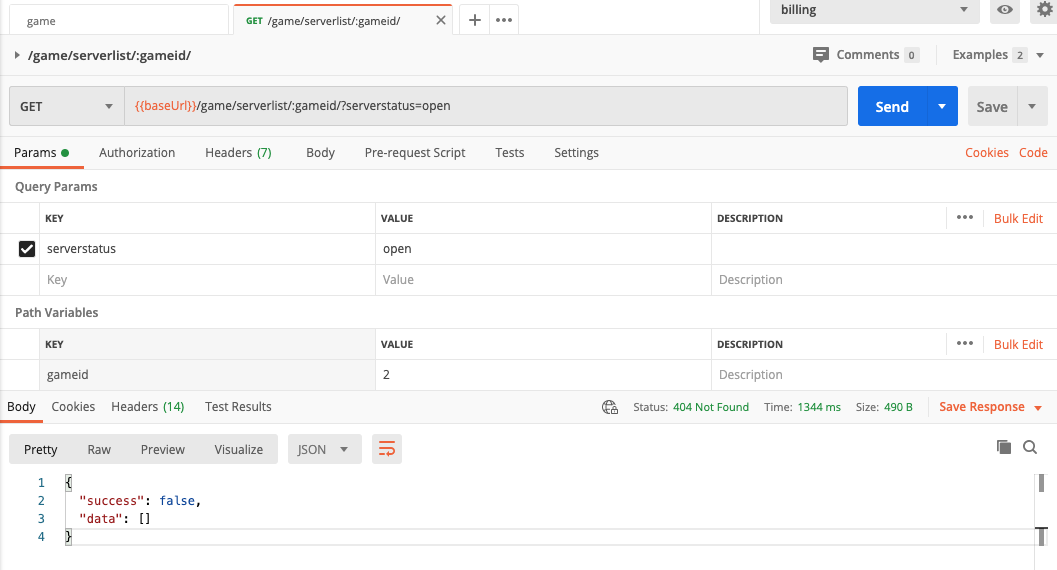 game
GET /game/serverlist/:gameid/
billing
/game/serverlist/:gameid/
Comments 0
Examples 2
GET
{{baseUrl}}/game/serverlist/:gameid/?serverstatus=open
Send
Save
Params
Authorization
Headers (7)
Body
Pre-request Script
Tests
Settings
Cookies
Code
Query Params
KEY VALUE DESCRIPTION Bulk Edit
serverstatus open
Key Value Description
Path Variables
KEY VALUE DESCRIPTION Bulk Edit
gameid 2 Description
Body Cookies Headers (14) Test Results Status: 404 Not Found Time: 1344 ms Size: 490 B Save Response
Pretty Raw Preview Visualize JSON
1 {
2 "success": false,
3 "data": []
4 }